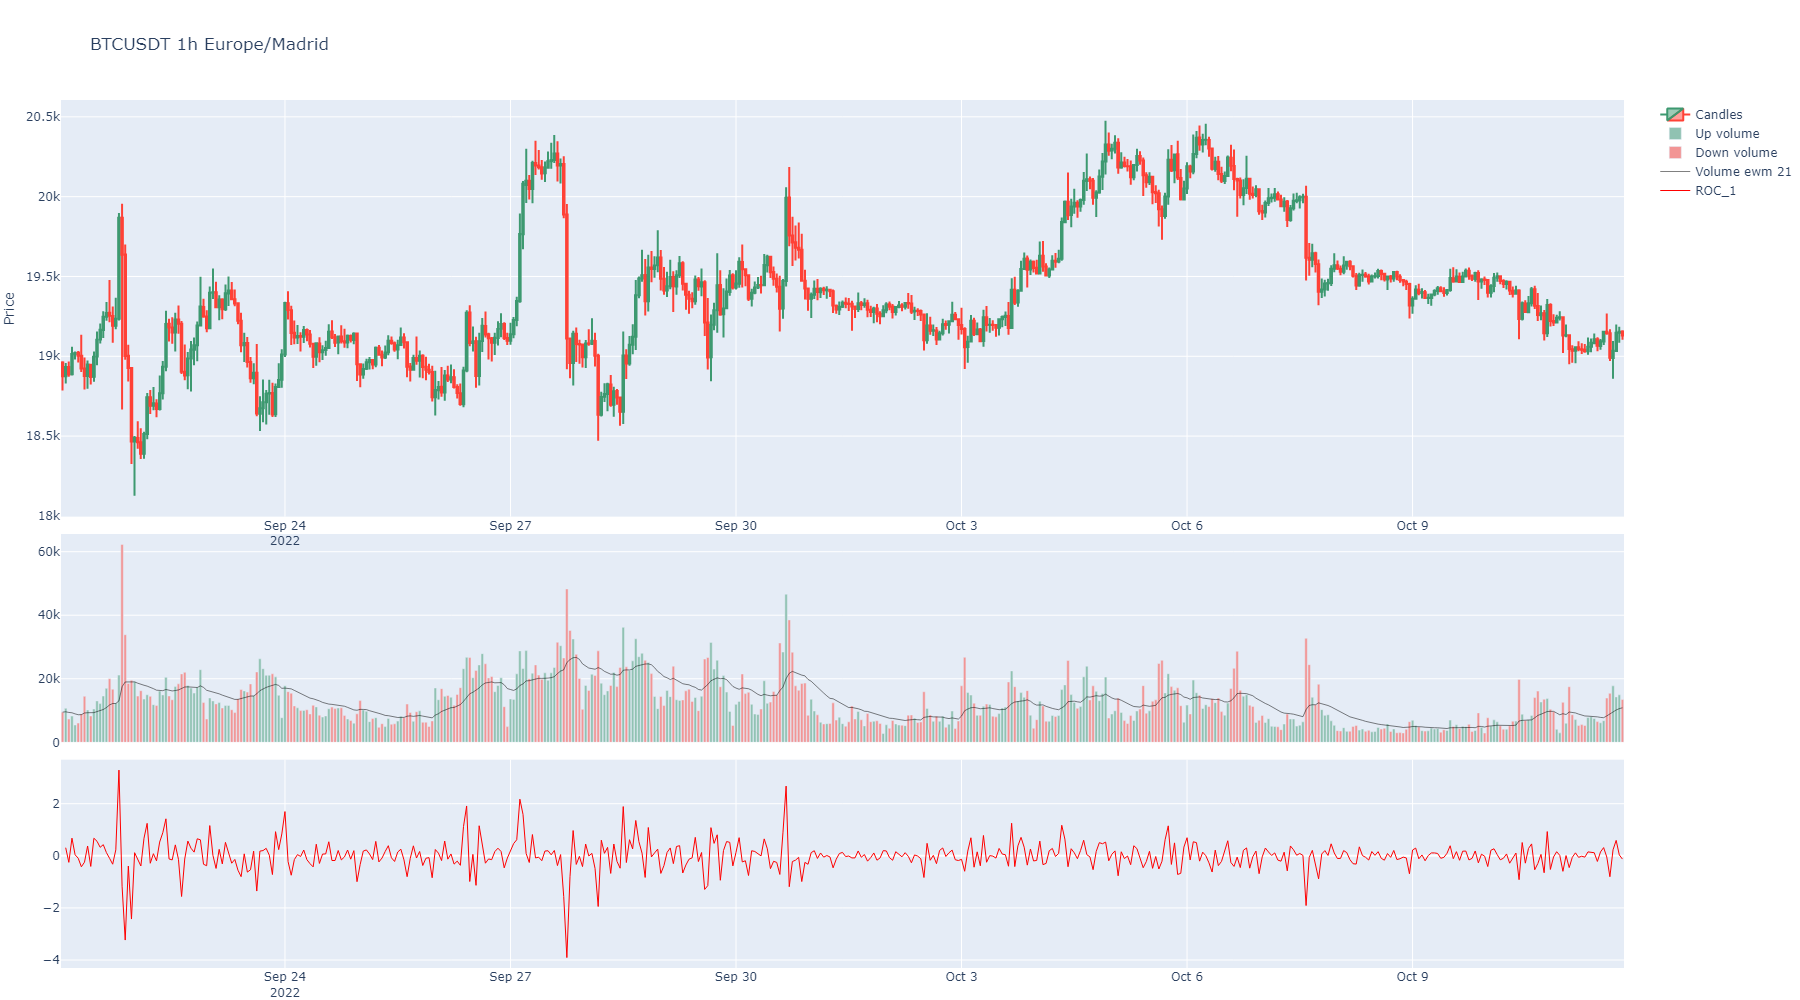 BTCUSDT 1h Europe/Madrid
Candles
Up volume
Down volume
Volume ewm 21
ROC_1
Price
20.5k
20k
19.5k
19k
18.5k
18k
Sep 24
2022
Sep 27
Sep 30
Oct 3
Oct 6
Oct 9
60k
40k
20k
0
2
0
−2
−4
Sep 24
2022
Sep 27
Sep 30
Oct 3
Oct 6
Oct 9